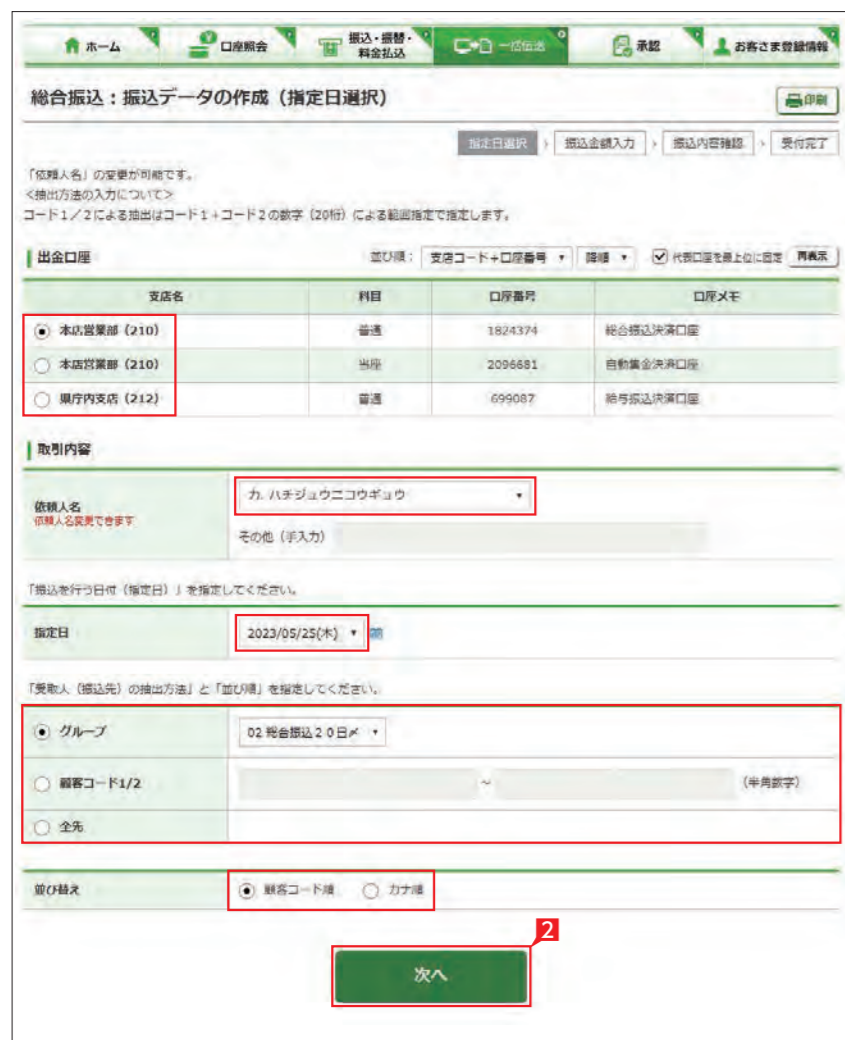 ホーム 口座照会 振込・振替・ 一括伝送 承認 お客さま登録情報
料金払込
総合振込:振込データの作成(指定日選択) 印刷
指定日選択 › 振込金額入力 › 振込内容確認 › 受付完了
「依頼人名」の変更が可能です。
<抽出方法の入力について>
コード1/2による抽出はコード1+コード2の数字(20桁)による範囲指定で指定します。
出金口座 並び順: 支店コード+口座番号 ▼ 降順 ▼ 代表口座を最上位に固定 再表示
支店名 科目 口座番号 口座メモ
本店営業部(210) 普通 1824374 総合振込決済口座
本店営業部(210) 当座 2096681 自動集金決済口座
県庁内支店(212) 普通 699087 給与振込決済口座
取引内容
依頼人名 カ.ハチジュウニコウギョウ ▼
依頼人名変更できます
その他(手入力)
「振込を行う日付(指定日)」を指定してください。
指定日 2023/05/25(木) ▼
「受取人(振込先)の抽出方法」と「並び順」を指定してください。
グループ 02 総合振込20日〆 ▼
顧客コード1/2 ~ (半角数字)
全先
並び替え 顧客コード順 カナ順
2
次へ